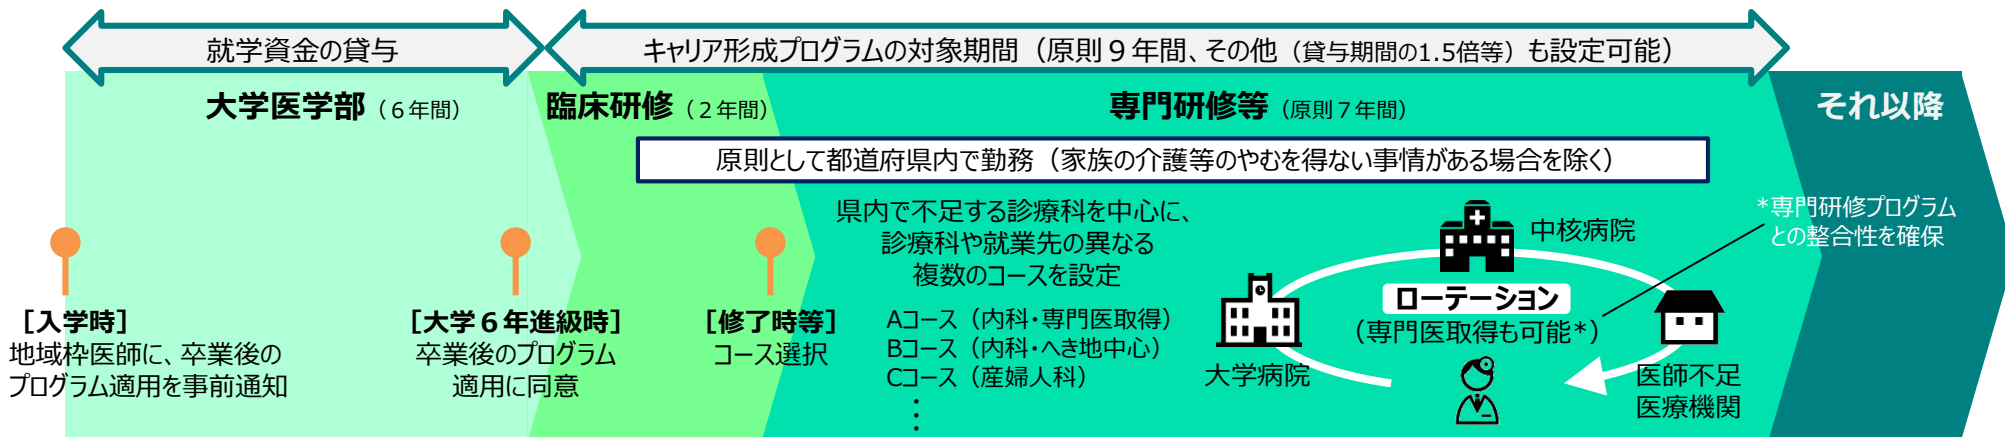 就学資金の貸与
キャリア形成プログラムの対象期間（原則９年間、その他（貸与期間の1.5倍等）も設定可能）
大学医学部（６年間）
臨床研修（２年間）
専門研修等（原則７年間）
それ以降
原則として都道府県内で勤務（家族の介護等のやむを得ない事情がある場合を除く）
［入学時］
地域枠医師に、卒業後の
プログラム適用を事前通知
［大学６年進級時］
卒業後のプログラム
適用に同意
［修了時等］
コース選択
県内で不足する診療科を中心に、
診療科や就業先の異なる
複数のコースを設定
Aコース（内科・専門医取得）
Bコース（内科・へき地中心）
Cコース（産婦人科）
：
中核病院
ローテーション
（専門医取得も可能*）
大学病院
医師不足
医療機関
*専門研修プログラム
との整合性を確保